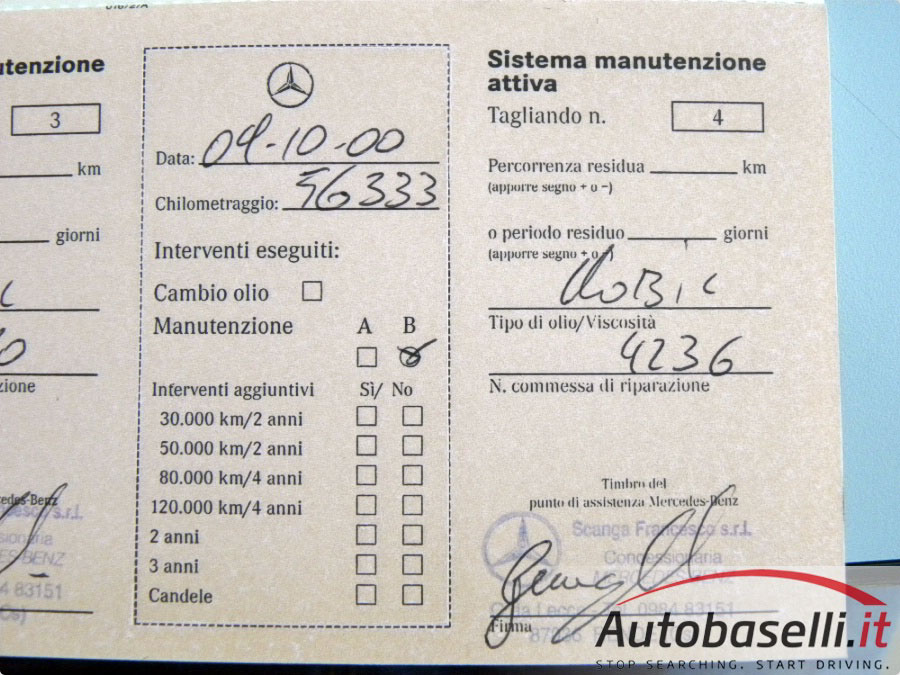 utenzione
3
km
giorni
zione
Data: 04-10-00
Chilometraggio: 56333
Interventi eseguiti:
Cambio olio
Manutenzione A B
Interventi aggiuntivi Sì/ No
30.000 km/2 anni
50.000 km/2 anni
80.000 km/4 anni
120.000 km/4 anni
2 anni
3 anni
Candele
Sistema manutenzione
attiva
Tagliando n. 4
Percorrenza residua km
(apporre segno + o −)
o periodo residuo giorni
(apporre segno + o −)
MOBIL
Tipo di olio/Viscosità
4236
N. commessa di riparazione
Timbro del
punto di assistenza Mercedes-Benz
Scanga Francesco s.r.l.
Concessionaria
MERCEDES-BENZ
0984 83151
Firma
Autobaselli.it
STOP SEARCHING. START DRIVING.